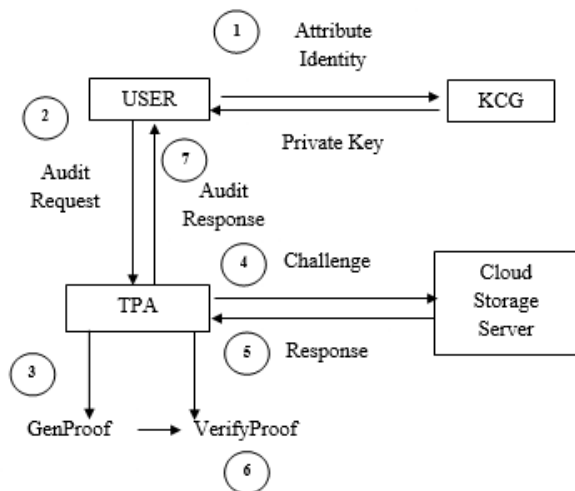 1
Attribute
Identity
USER
KCG
2
Private Key
7
Audit
Request
Audit
Response
4
Challenge
Cloud
Storage
Server
TPA
5
Response
3
GenProof
VerifyProof
6